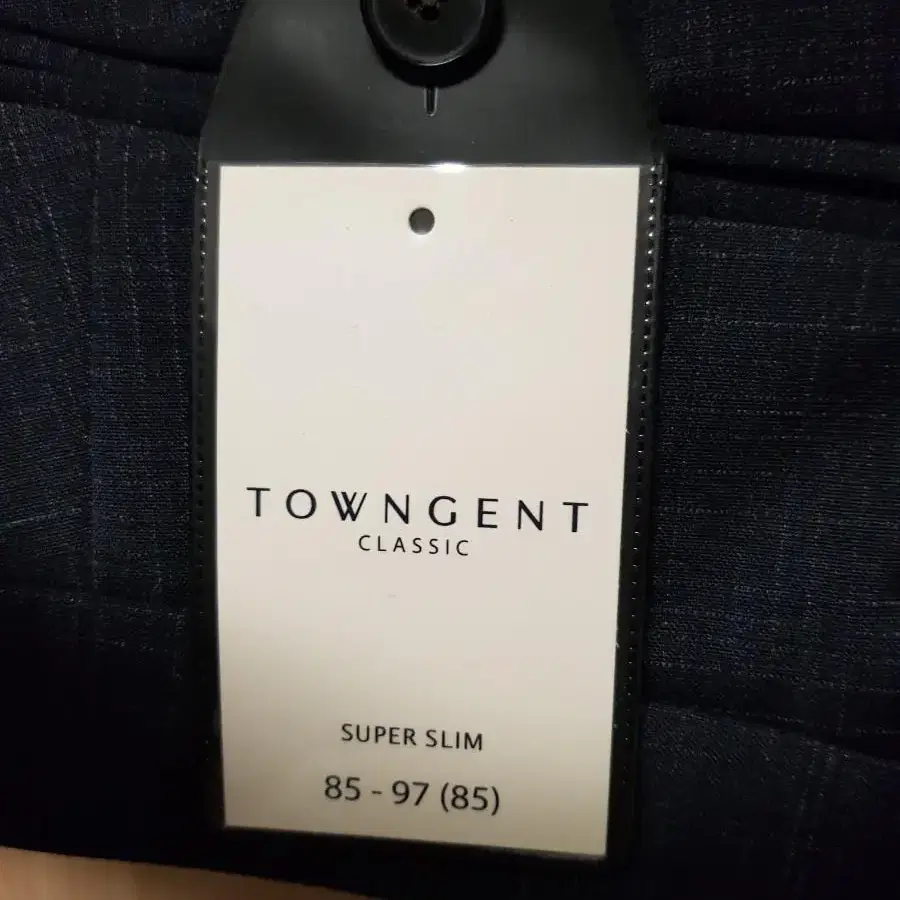 TOWNGENT
CLASSIC
SUPER SLIM
85 - 97 (85)